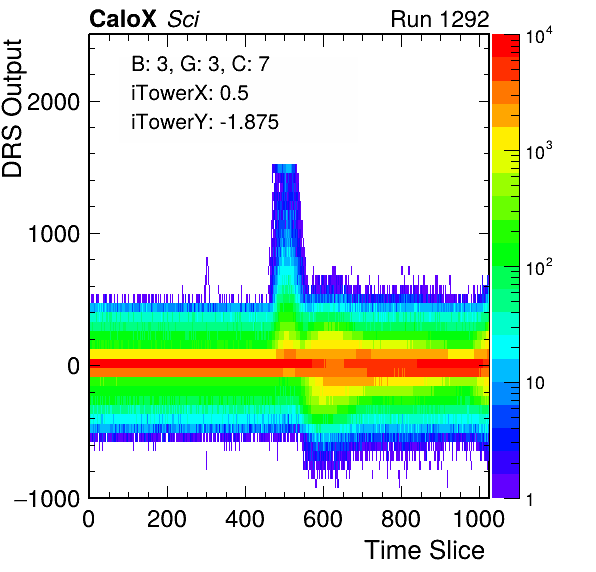 CaloX Sci Run 1292
B: 3, G: 3, C: 7
iTowerX: 0.5
iTowerY: -1.875
DRS Output
2000
1000
0
−1000
0 200 400 600 800 1000
Time Slice
10^4
10^3
10^2
10
1